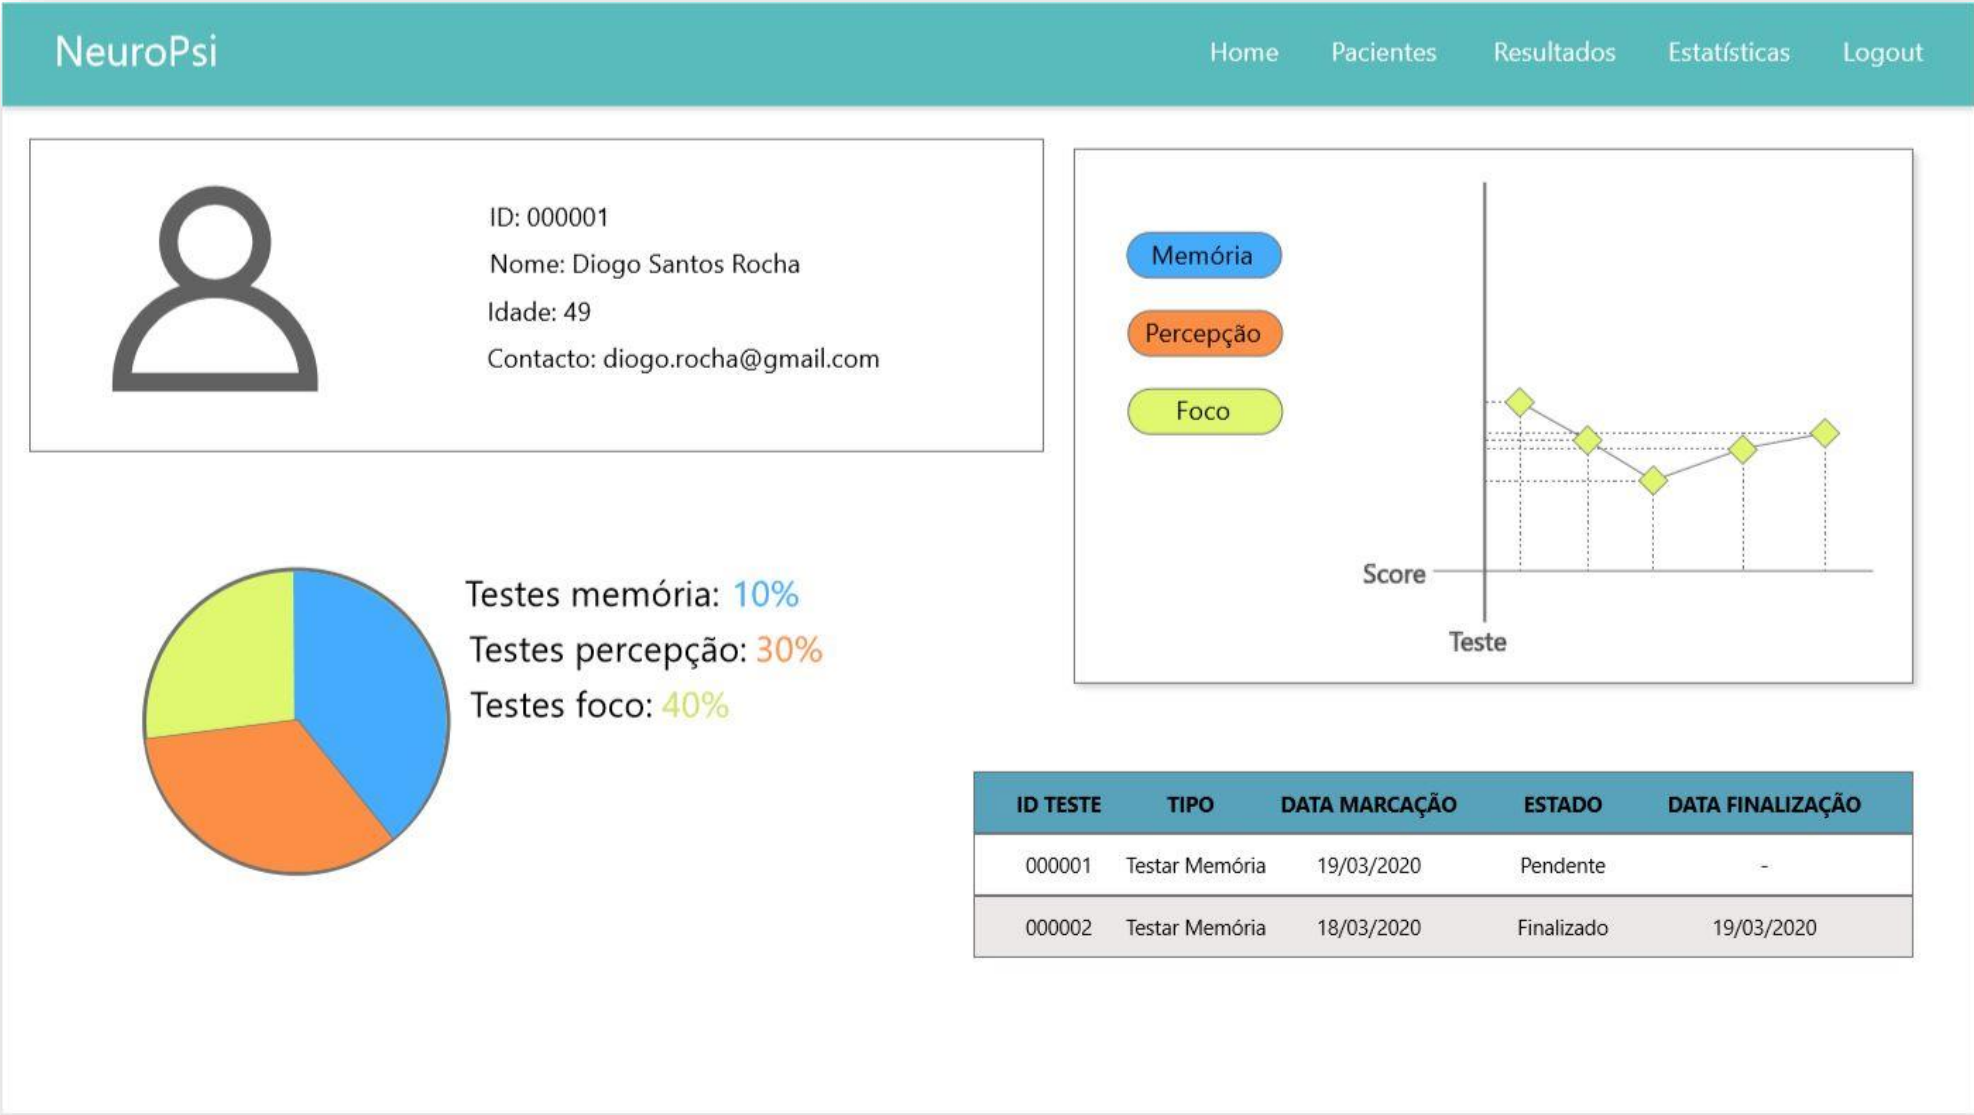 NeuroPsi
Home Pacientes Resultados Estatísticas Logout
ID: 000001
Nome: Diogo Santos Rocha
Idade: 49
Contacto: diogo.rocha@gmail.com
Memória
Percepção
Foco
Score
Teste
Testes memória: 10%
Testes percepção: 30%
Testes foco: 40%
ID TESTE TIPO DATA MARCAÇÃO ESTADO DATA FINALIZAÇÃO
000001 Testar Memória 19/03/2020 Pendente -
000002 Testar Memória 18/03/2020 Finalizado 19/03/2020